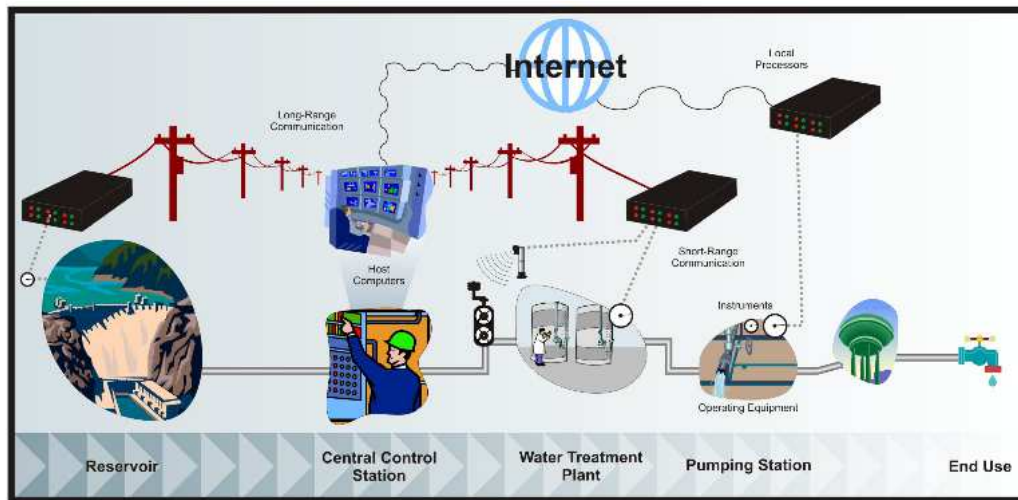 Internet
Local
Processors
Long-Range
Communication
Short-Range
Communication
Host
Computers
Instruments
Operating Equipment
Reservoir
Central Control
Station
Water Treatment
Plant
Pumping Station
End Use